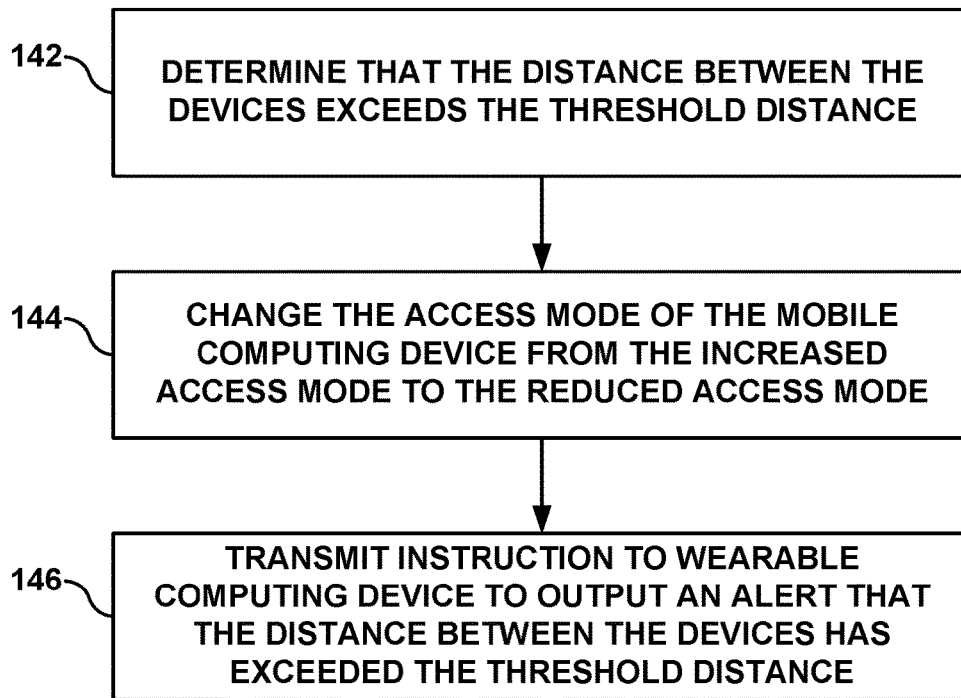 142
DETERMINE THAT THE DISTANCE BETWEEN THE
DEVICES EXCEEDS THE THRESHOLD DISTANCE
144
CHANGE THE ACCESS MODE OF THE MOBILE
COMPUTING DEVICE FROM THE INCREASED
ACCESS MODE TO THE REDUCED ACCESS MODE
146
TRANSMIT INSTRUCTION TO WEARABLE
COMPUTING DEVICE TO OUTPUT AN ALERT THAT
THE DISTANCE BETWEEN THE DEVICES HAS
EXCEEDED THE THRESHOLD DISTANCE